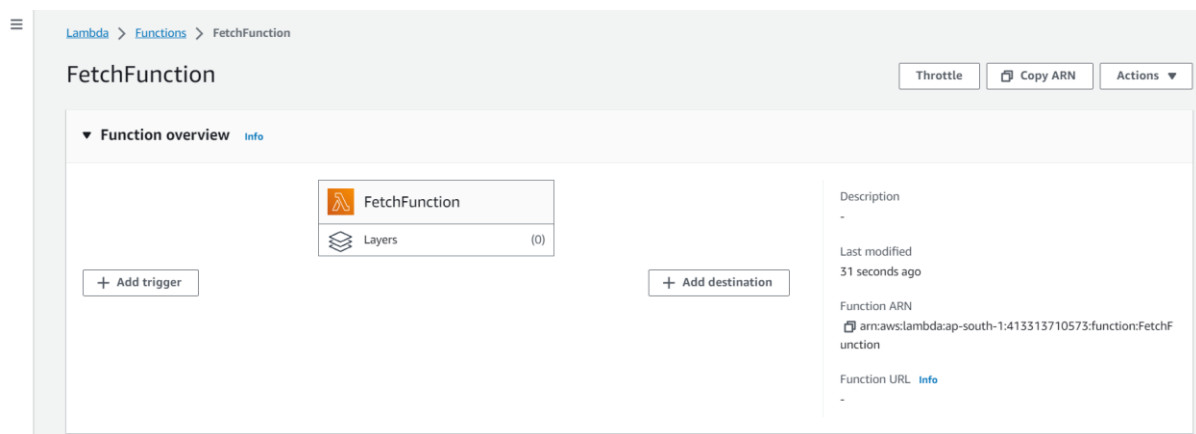 Lambda > Functions > FetchFunction
FetchFunction
Throttle
Copy ARN
Actions
Function overview Info
FetchFunction
Layers (0)
+ Add trigger
+ Add destination
Description
-
Last modified
31 seconds ago
Function ARN
arn:aws:lambda:ap-south-1:413313710573:function:FetchF
unction
Function URL Info
-